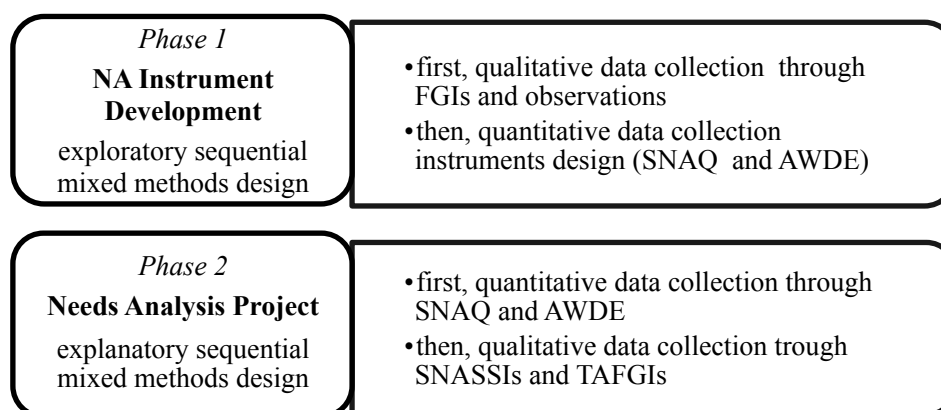 Phase 1
NA Instrument
Development
exploratory sequential
mixed methods design
•first, qualitative data collection through
FGIs and observations
•then, quantitative data collection
instruments design (SNAQ and AWDE)
Phase 2
Needs Analysis Project
explanatory sequential
mixed methods design
•first, quantitative data collection through
SNAQ and AWDE
•then, qualitative data collection trough
SNASSIs and TAFGIs